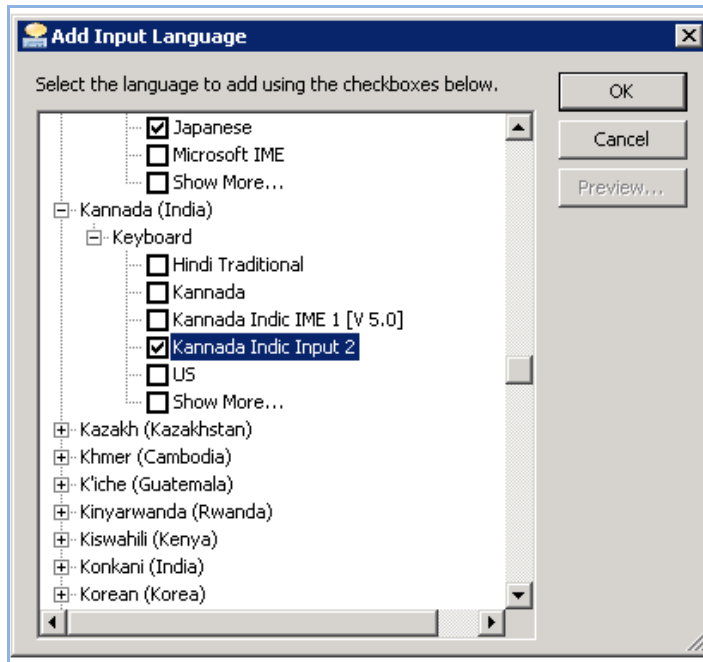 Add Input Language
Select the language to add using the checkboxes below.
OK
Cancel
Preview...
Japanese
Microsoft IME
Show More...
Kannada (India)
Keyboard
Hindi Traditional
Kannada
Kannada Indic IME 1 [V 5.0]
Kannada Indic Input 2
US
Show More...
Kazakh (Kazakhstan)
Khmer (Cambodia)
K'iche (Guatemala)
Kinyarwanda (Rwanda)
Kiswahili (Kenya)
Konkani (India)
Korean (Korea)